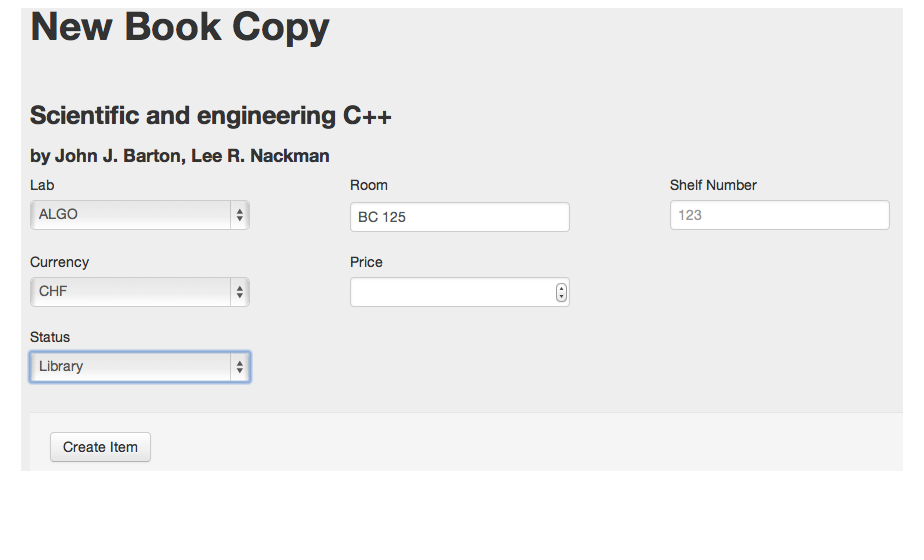 New Book Copy
Scientific and engineering C++
by John J. Barton, Lee R. Nackman
Lab Room Shelf Number
ALGO BC 125 123
Currency Price
CHF
Status
Library
Create Item